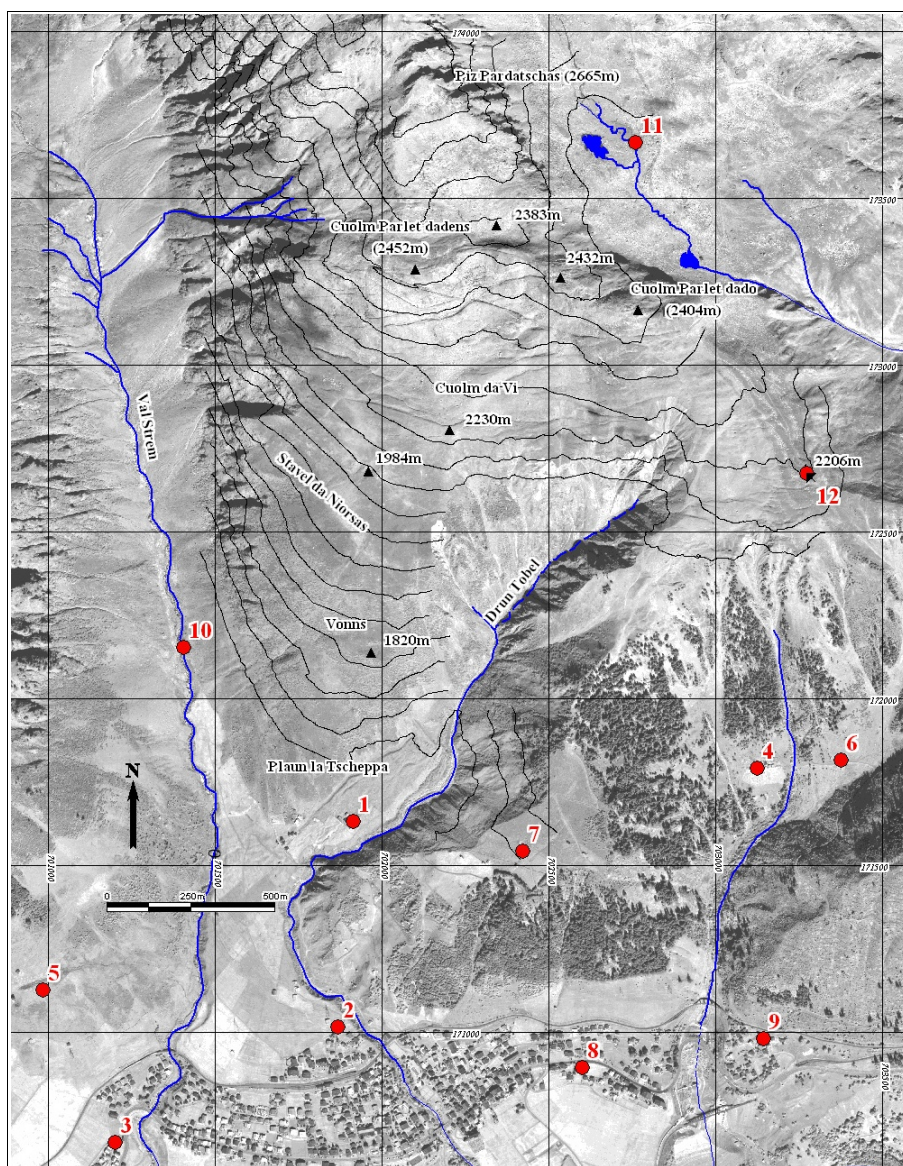 174000
Piz Pardatschas (2665m)
11
173500
2383m
Cuolm Parlet dadens
(2452m)
2432m
Cuolm Parlet dado
(2404m)
173000
Cuolm da Vi
2230m
Val Strem
1984m
2206m
12
Stavel da Niorsas
172500
Drun Tobel
Vonns
10
1820m
172000
Plaun la Tscheppa
4
6
N
1
7
701000
701500
702000
702500
703000
171500
0
250m
500m
5
2
171000
9
8
703500
3